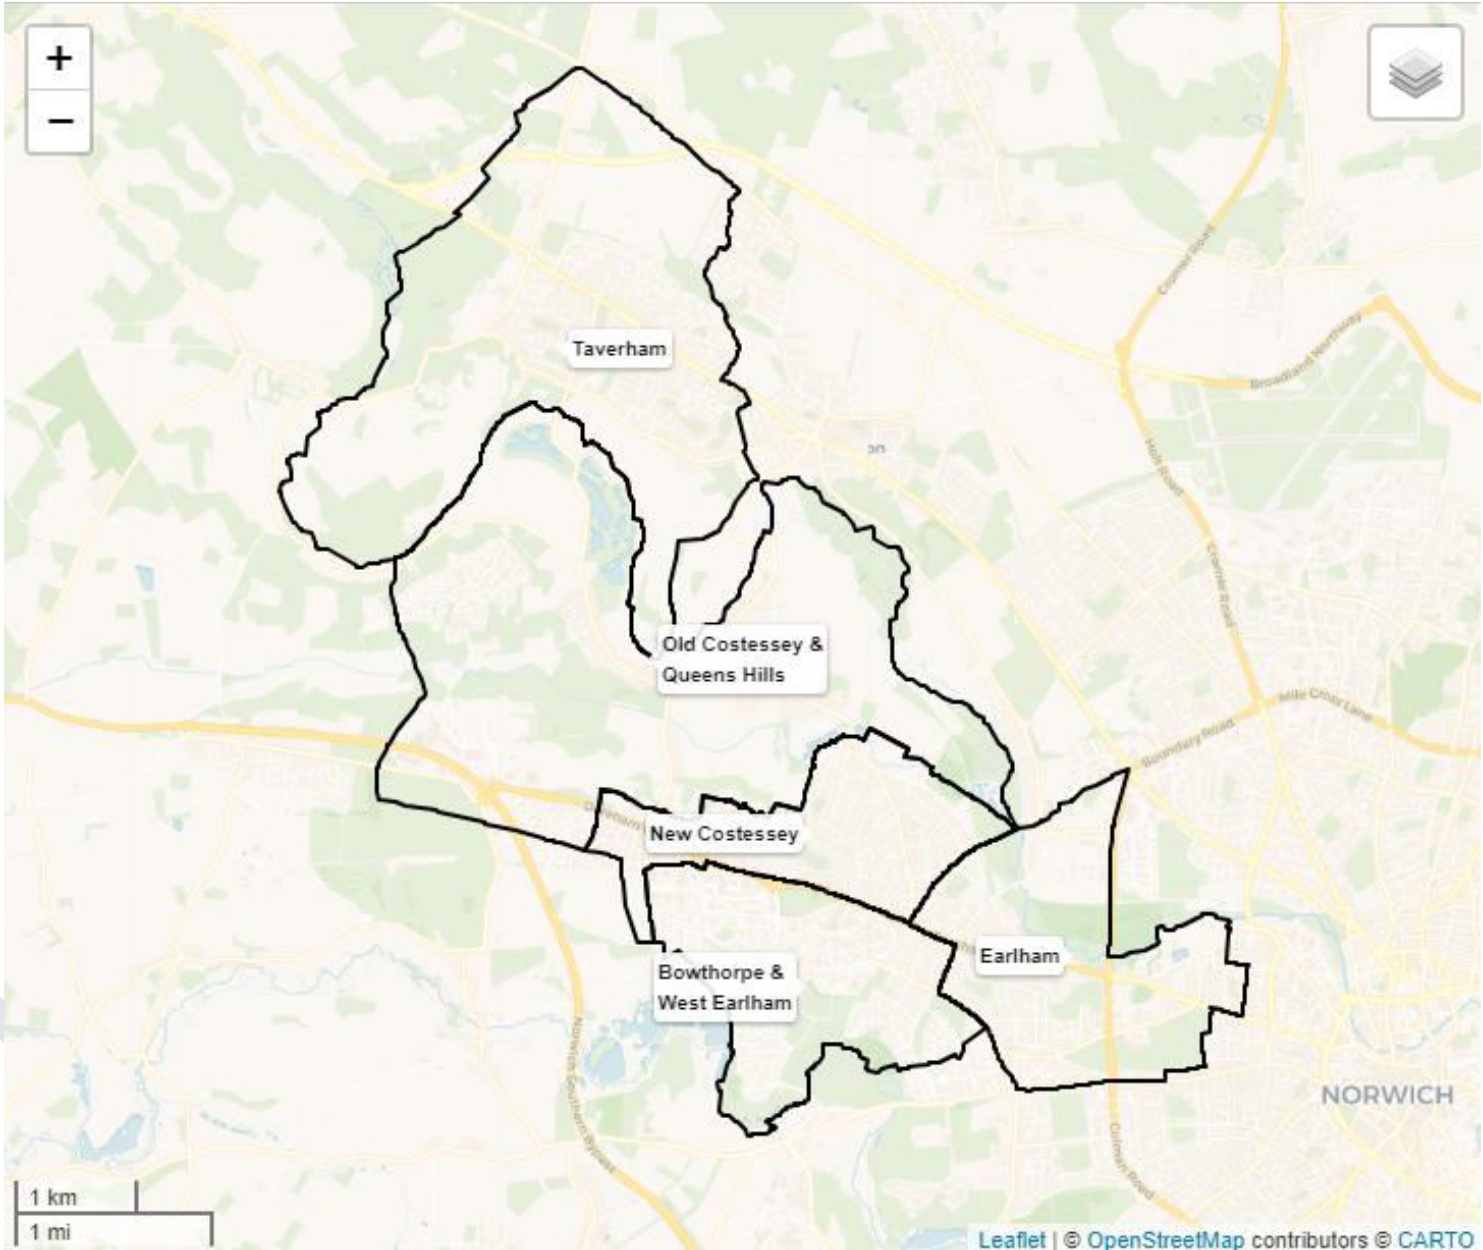 +
−
Cromer Road
Broadland Northway
Taverham
on
Holt Road
Cromer Road
Old Costessey &
Queens Hills
Mile Cross Lane
Boundary Road
New Costessey
Earlham
Bowthorpe &
West Earlham
Norwich Southern Bypass
NORWICH
Colman Road
1 km
1 mi
Leaflet | © OpenStreetMap contributors © CARTO